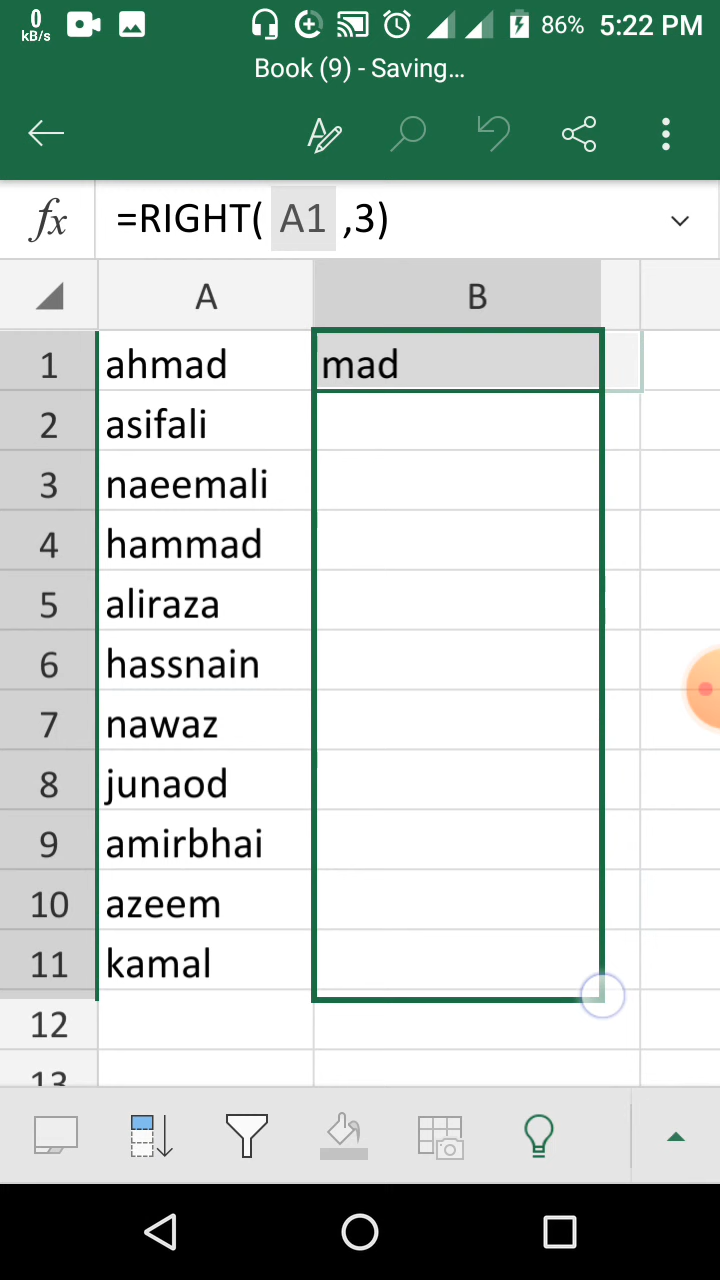 0 kB/s 86% 5:22 PM
Book (9) - Saving...
fx =RIGHT( A1 ,3)
A B
1 ahmad mad
2 asifali
3 naeemali
4 hammad
5 aliraza
6 hassnain
7 nawaz
8 junaod
9 amirbhai
10 azeem
11 kamal
12
13